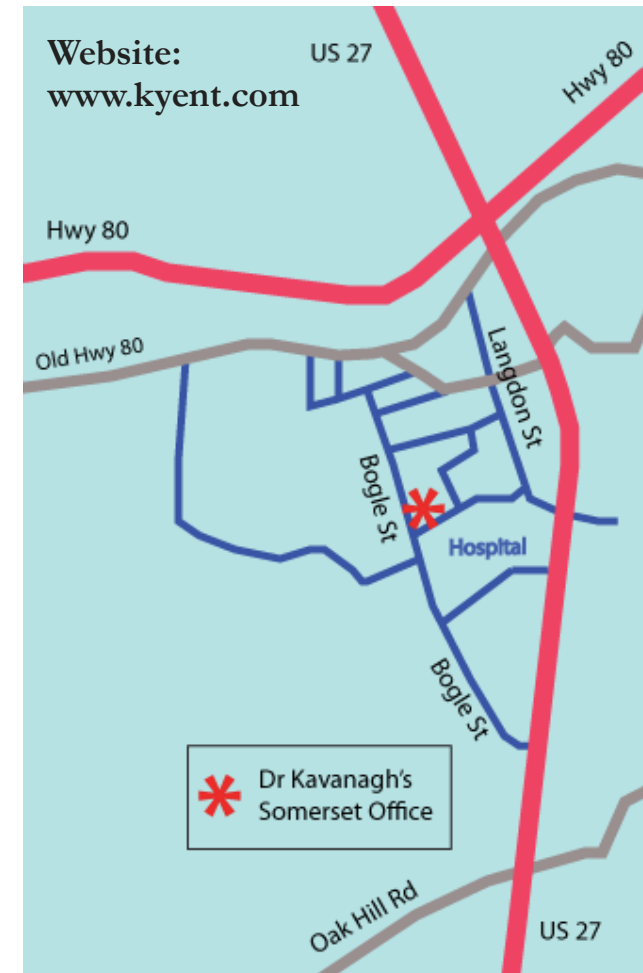 Website:
www.kyent.com
US 27
Hwy 80
Hwy 80
Old Hwy 80
Langdon St
Bogle St
Hospital
Bogle St
Dr Kavanagh's
Somerset Office
Oak Hill Rd
US 27